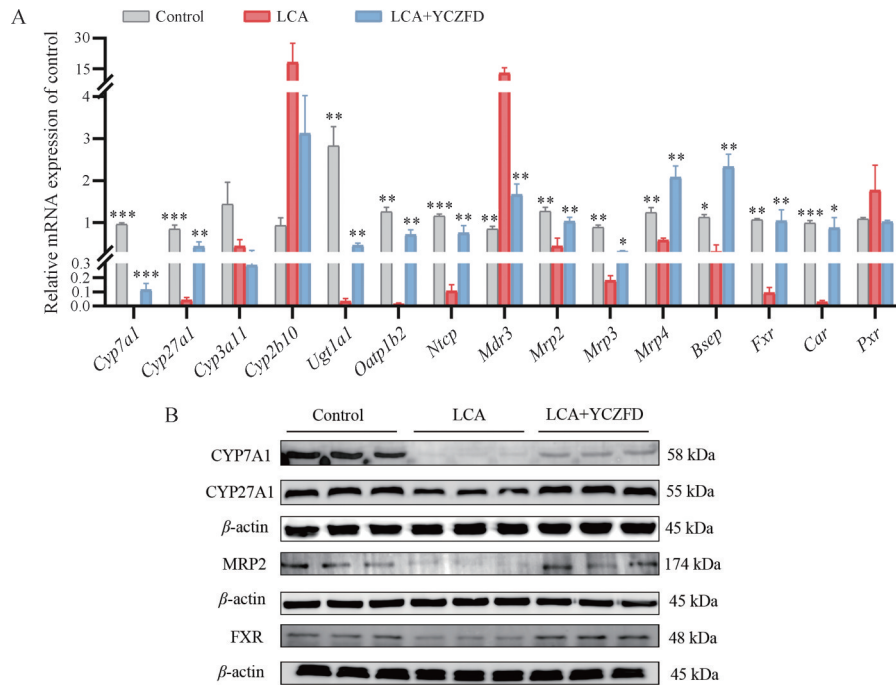 A
Control LCA LCA+YCZFD
Relative mRNA expression of control
30
15
4
3
2
1
0.3
0.2
0.1
0.0
*** *** *** ** ** ** ** ** *** ** ** ** ** ** ** * ** ** * ** ** ** *** *
Cyp7a1 Cyp27a1 Cyp3a11 Cyp2b10 Ugt1a1 Oatp1b2 Ntcp Mdr3 Mrp2 Mrp3 Mrp4 Bsep Fxr Car Pxr
B
Control LCA LCA+YCZFD
CYP7A1 58 kDa
CYP27A1 55 kDa
β-actin 45 kDa
MRP2 174 kDa
β-actin 45 kDa
FXR 48 kDa
β-actin 45 kDa